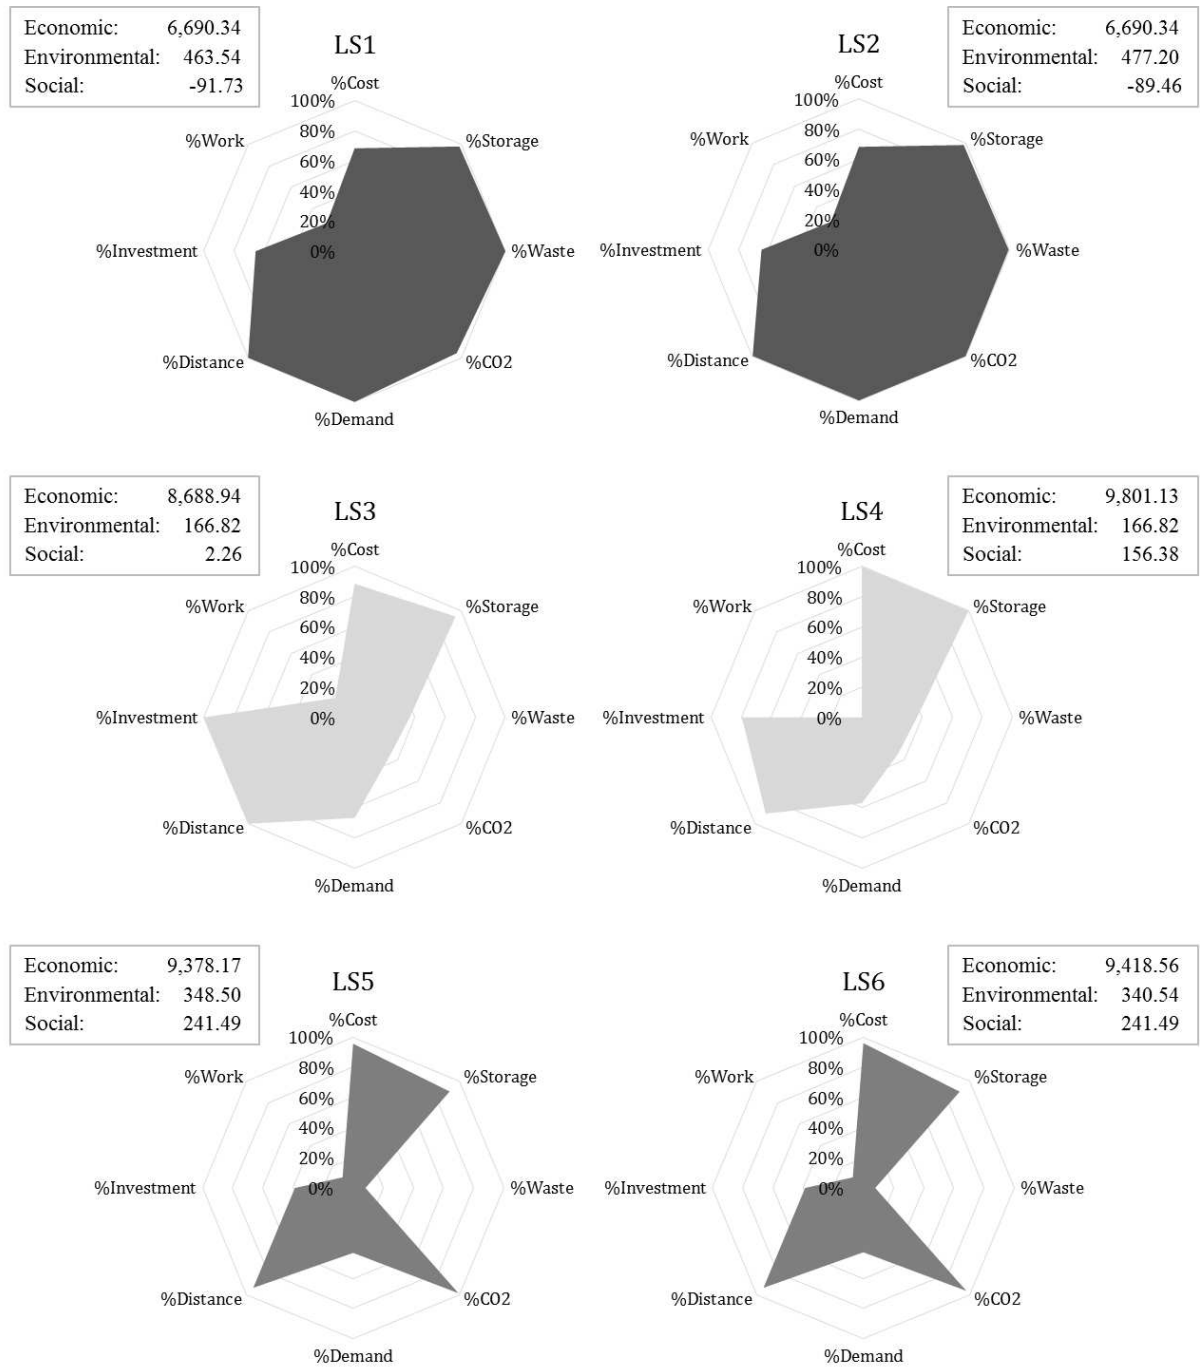 Economic: 6,690.34
Environmental: 463.54
Social: -91.73
LS1
%Cost
100%
80%
60%
40%
20%
0%
%Storage
%Waste
%CO2
%Demand
%Distance
%Investment
%Work
Economic: 6,690.34
Environmental: 477.20
Social: -89.46
LS2
%Cost
100%
80%
60%
40%
20%
0%
%Storage
%Waste
%CO2
%Demand
%Distance
%Investment
%Work
Economic: 8,688.94
Environmental: 166.82
Social: 2.26
LS3
%Cost
100%
80%
60%
40%
20%
0%
%Storage
%Waste
%CO2
%Demand
%Distance
%Investment
%Work
Economic: 9,801.13
Environmental: 166.82
Social: 156.38
LS4
%Cost
100%
80%
60%
40%
20%
0%
%Storage
%Waste
%CO2
%Demand
%Distance
%Investment
%Work
Economic: 9,378.17
Environmental: 348.50
Social: 241.49
LS5
%Cost
100%
80%
60%
40%
20%
0%
%Storage
%Waste
%CO2
%Demand
%Distance
%Investment
%Work
Economic: 9,418.56
Environmental: 340.54
Social: 241.49
LS6
%Cost
100%
80%
60%
40%
20%
0%
%Storage
%Waste
%CO2
%Demand
%Distance
%Investment
%Work